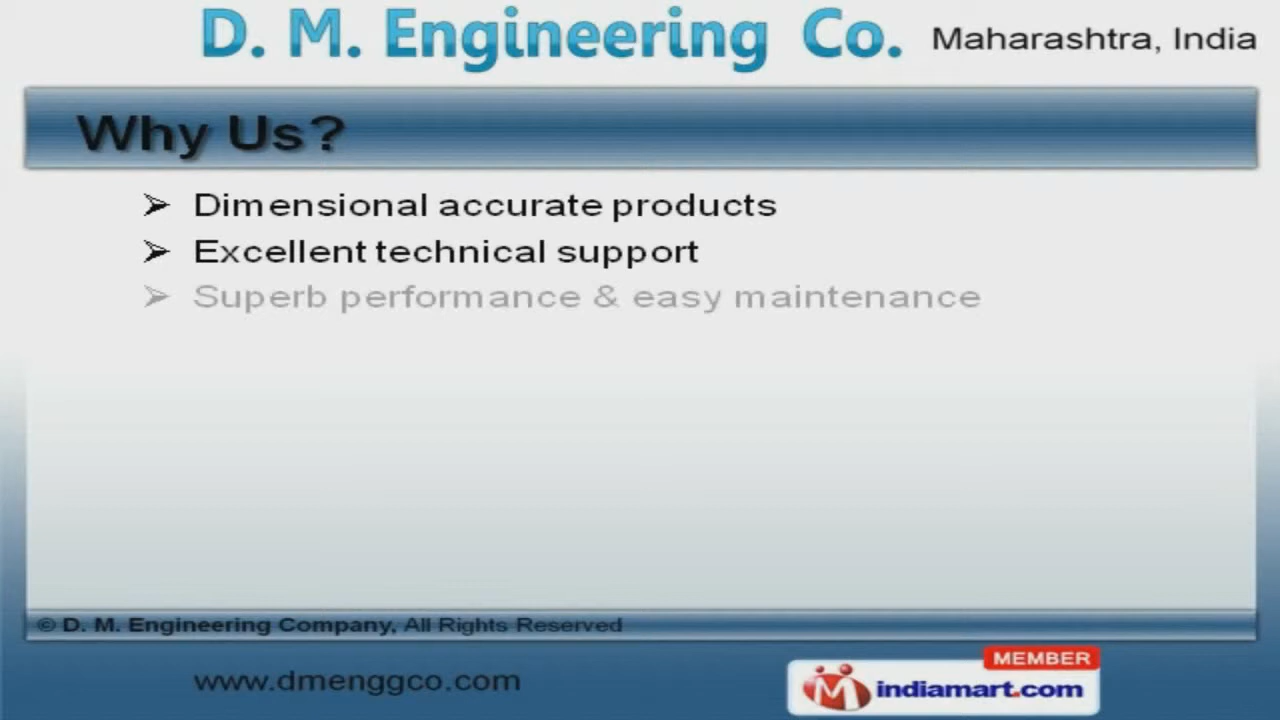 D. M. Engineering Co. Maharashtra, India
Why Us?
➢ Dimensional accurate products
➢ Excellent technical support
➢ Superb performance & easy maintenance
© D. M. Engineering Company, All Rights Reserved
www.dmenggco.com
MEMBER
indiamart.com